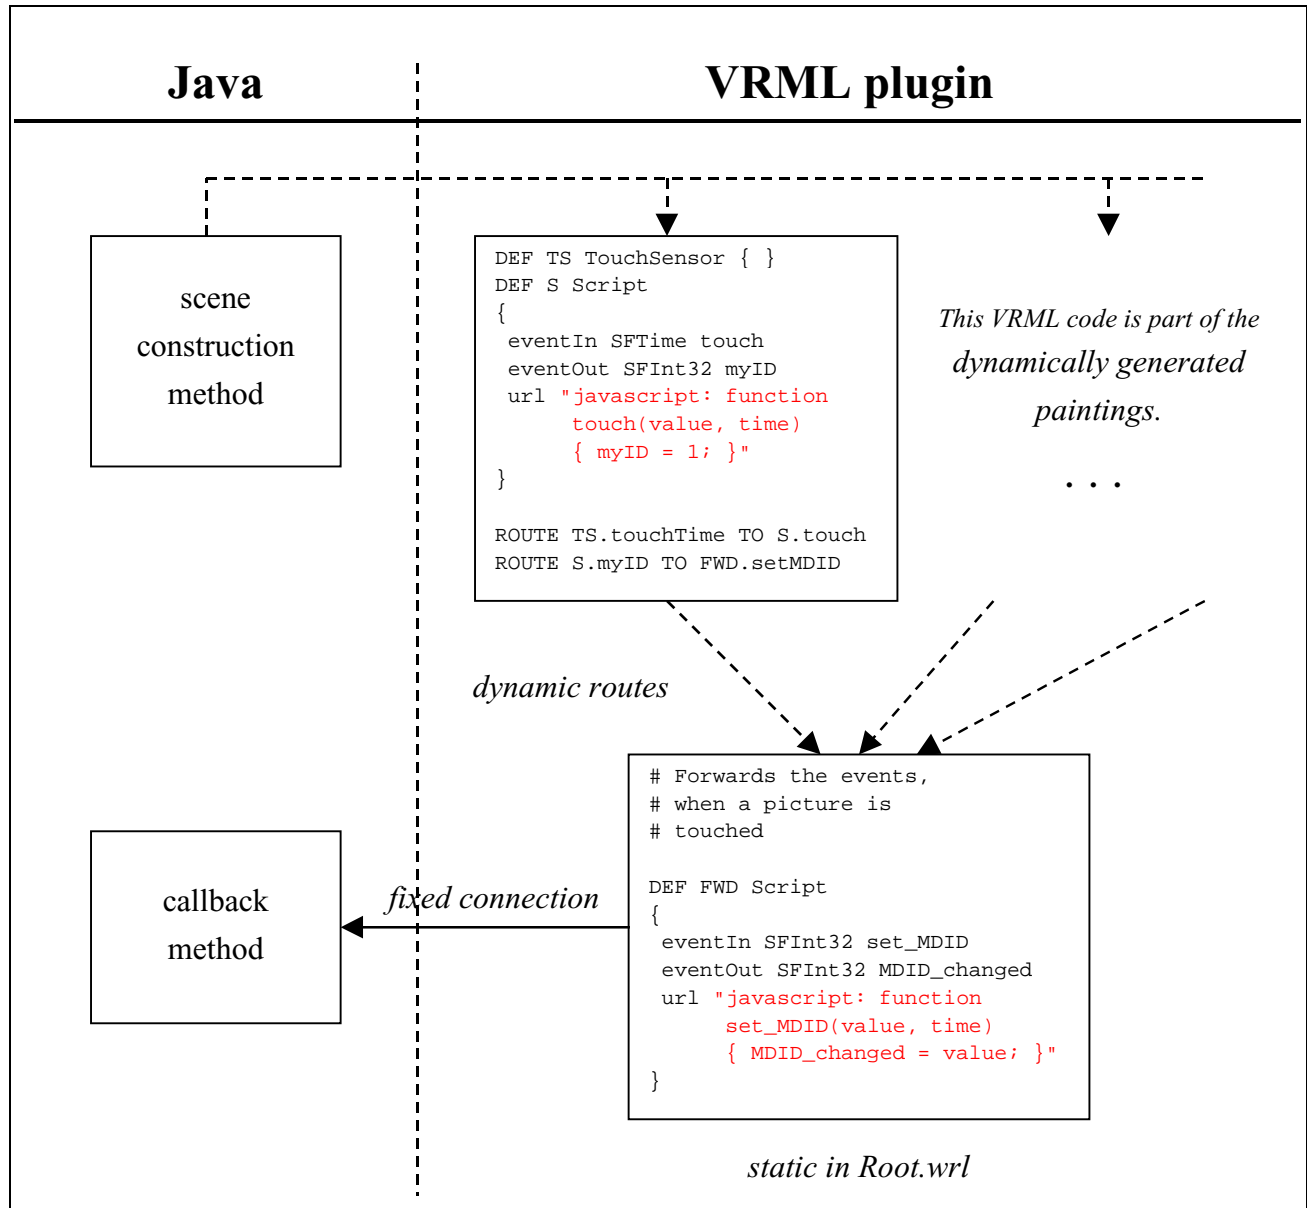 Java
VRML plugin
scene
construction
method
DEF TS TouchSensor { }
DEF S Script
{
eventIn SFTime touch
eventOut SFInt32 myID
url "javascript: function
touch(value, time)
{ myID = 1; }"
}
ROUTE TS.touchTime TO S.touch
ROUTE S.myID TO FWD.setMDID
This VRML code is part of the
dynamically generated
paintings.
. . .
dynamic routes
callback
method
fixed connection
# Forwards the events,
# when a picture is
# touched
DEF FWD Script
{
eventIn SFInt32 set_MDID
eventOut SFInt32 MDID_changed
url "javascript: function
set_MDID(value, time)
{ MDID_changed = value; }"
}
static in Root.wrl